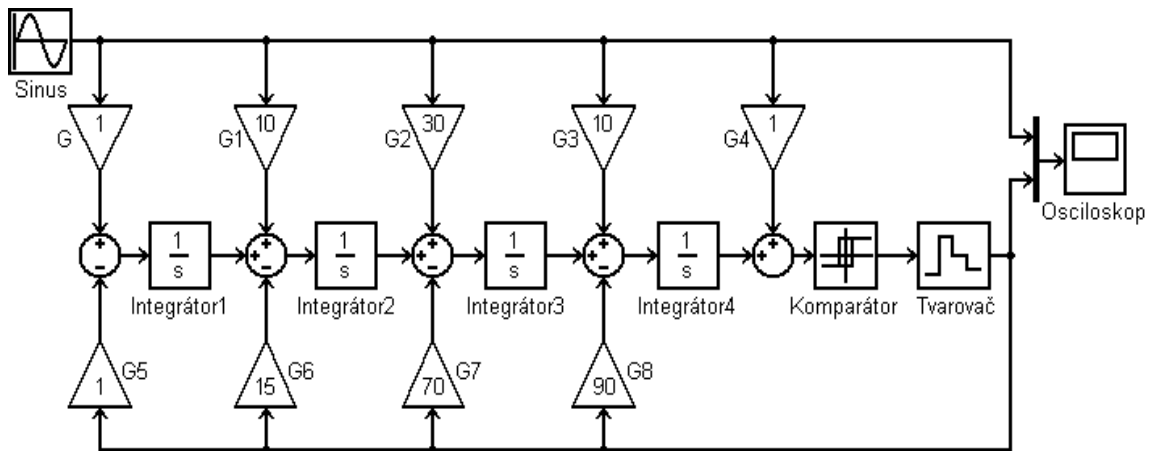 Sinus
1
10
30
10
1
G
G1
G2
G3
G4
Osciloskop
+
-
1
s
+
+
-
1
s
+
+
-
1
s
+
+
-
1
s
+
+
Integrátor1
Integrátor2
Integrátor3
Integrátor4
Komparátor
Tvarovač
G5
G6
G7
G8
1
15
70
90